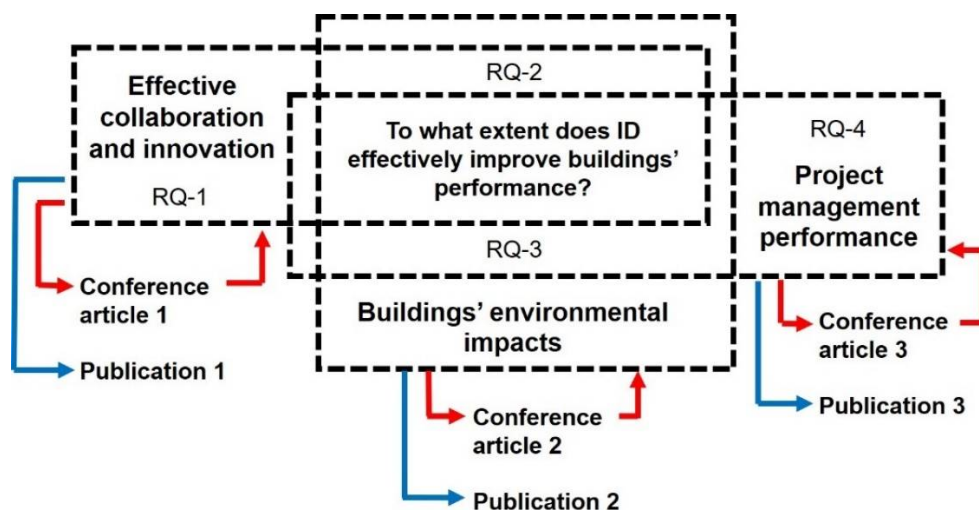 Effective
collaboration
and innovation
RQ-1
RQ-2
To what extent does ID
effectively improve buildings’
performance?
RQ-3
Buildings’ environmental
impacts
RQ-4
Project
management
performance
Conference
article 1
Publication 1
Conference
article 2
Publication 2
Conference
article 3
Publication 3